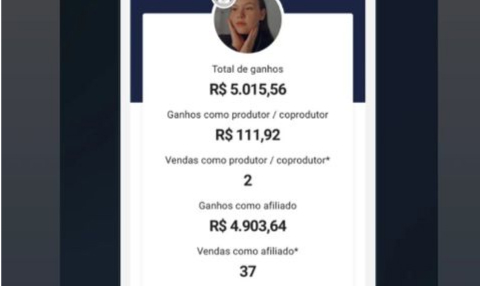 Total de ganhos
R$ 5.015,56
Ganhos como produtor / coprodutor
R$ 111,92
Vendas como produtor / coprodutor*
2
Ganhos como afiliado
R$ 4.903,64
Vendas como afiliado*
37